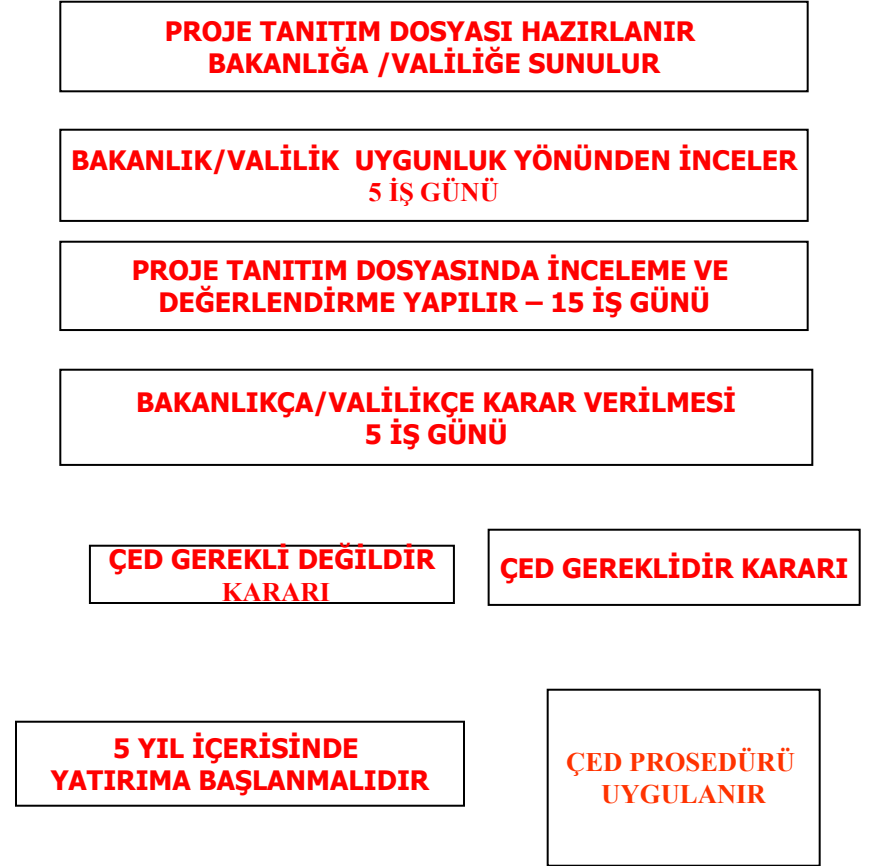 PROJE TANITIM DOSYASI HAZIRLANIR
BAKANLIĞA /VALİLİĞE SUNULUR
BAKANLIK/VALİLİK UYGUNLUK YÖNÜNDEN İNCELER
5 İŞ GÜNÜ
PROJE TANITIM DOSYASINDA İNCELEME VE
DEĞERLENDİRME YAPILIR – 15 İŞ GÜNÜ
BAKANLIKÇA/VALİLİKÇE KARAR VERİLMESİ
5 İŞ GÜNÜ
ÇED GEREKLİ DEĞİLDİR
KARARI
ÇED GEREKLİDİR KARARI
5 YIL İÇERİSİNDE
YATIRIMA BAŞLANMALIDIR
ÇED PROSEDÜRÜ
UYGULANIR